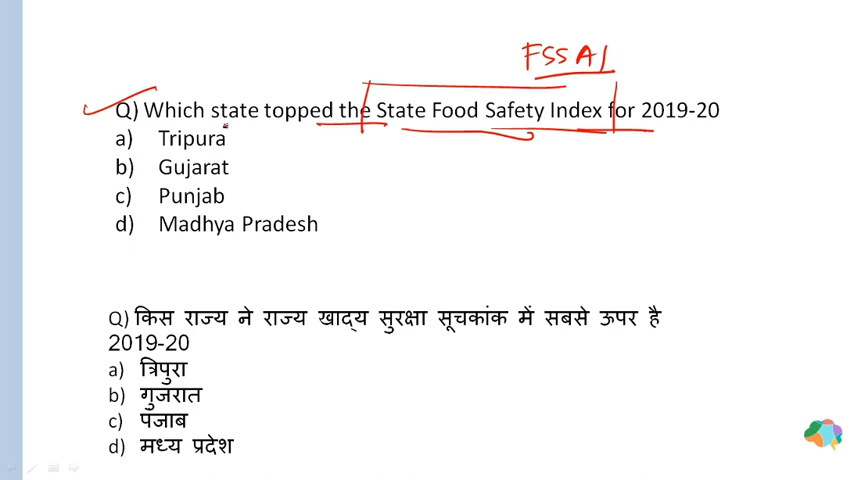 FSSAI
Q) Which state topped the State Food Safety Index for 2019-20
a) Tripura
b) Gujarat
c) Punjab
d) Madhya Pradesh
Q) किस राज्य ने राज्य खाद्य सुरक्षा सूचकांक में सबसे ऊपर है
2019-20
a) त्रिपुरा
b) गुजरात
c) पंजाब
d) मध्य प्रदेश